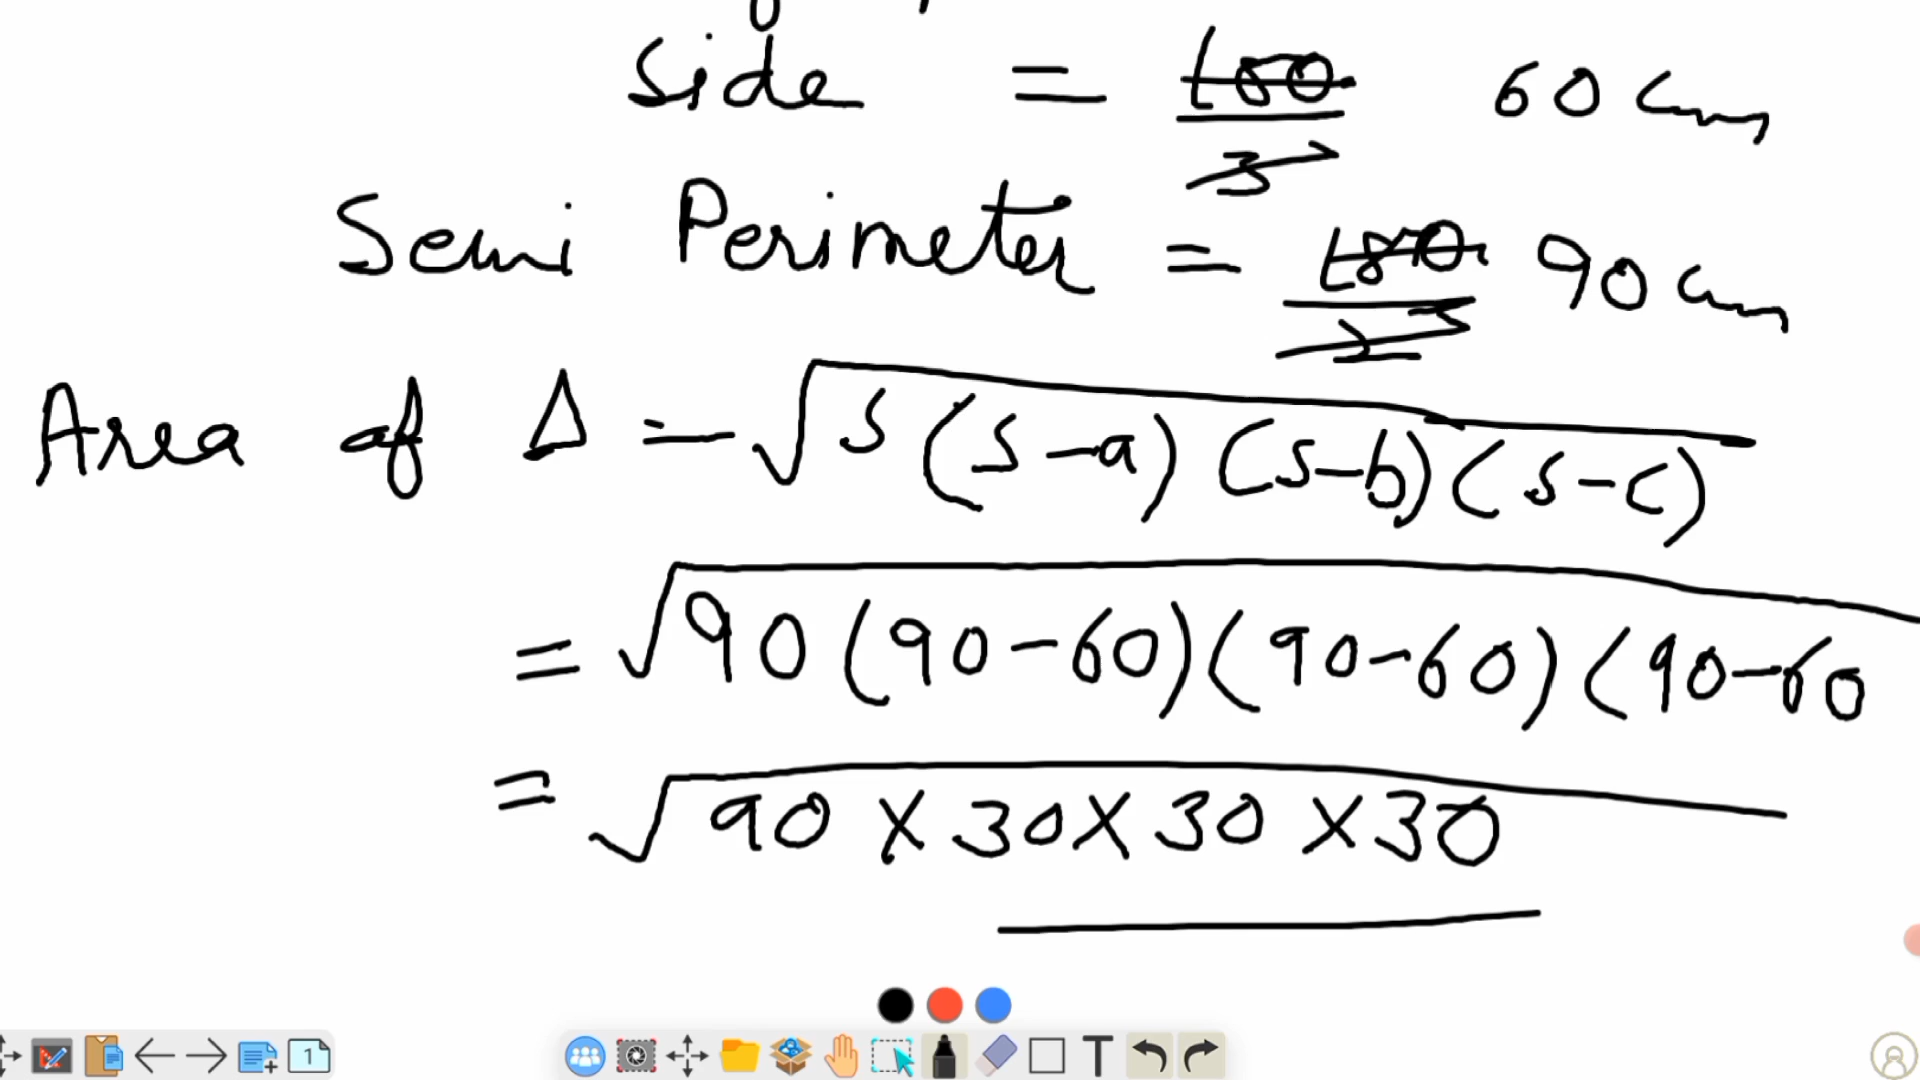 Side = 180/3 60 cm
Semi Perimeter = 180/2 90 cm
Area of Δ = √s(s-a)(s-b)(s-c)
= √90(90-60)(90-60)(90-60
= √90 × 30 × 30 × 30
1 T